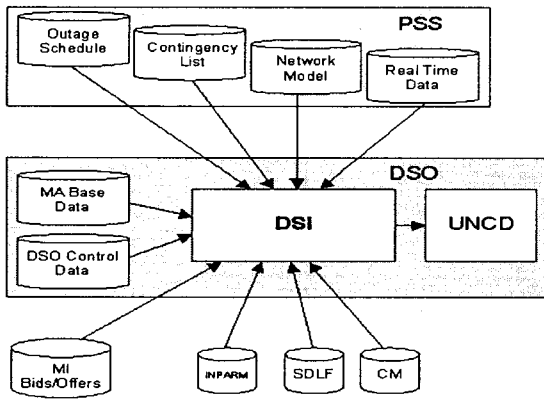 PSS
Outage
Schedule
Contingency
List
Network
Model
Real Time
Data
DSO
MA Base
Data
DSO Control
Data
DSI
UNCD
MI
Bids/Offers
INPARM
SDLF
CM